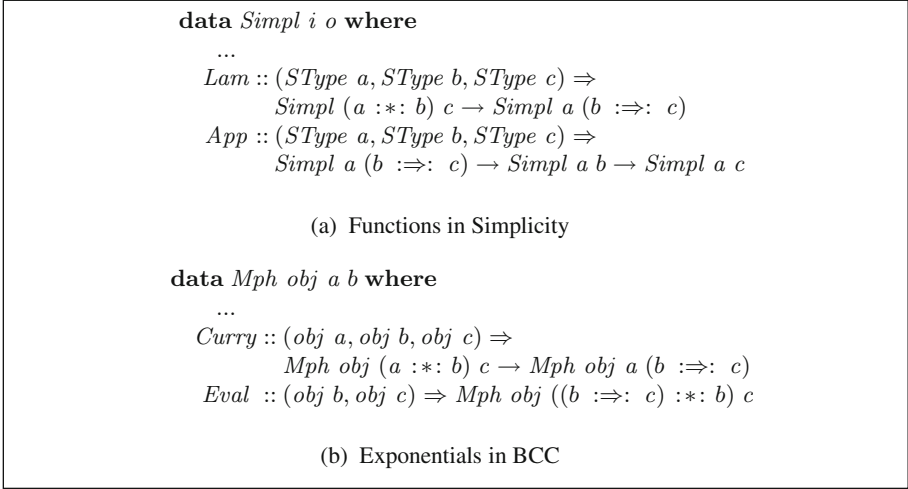 data Simpl i o where
...
Lam :: (SType a, SType b, SType c) ⇒
Simpl (a :∗: b) c → Simpl a (b :⇒: c)
App :: (SType a, SType b, SType c) ⇒
Simpl a (b :⇒: c) → Simpl a b → Simpl a c
(a) Functions in Simplicity
data Mph obj a b where
...
Curry :: (obj a, obj b, obj c) ⇒
Mph obj (a :∗: b) c → Mph obj a (b :⇒: c)
Eval :: (obj b, obj c) ⇒ Mph obj ((b :⇒: c) :∗: b) c
(b) Exponentials in BCC